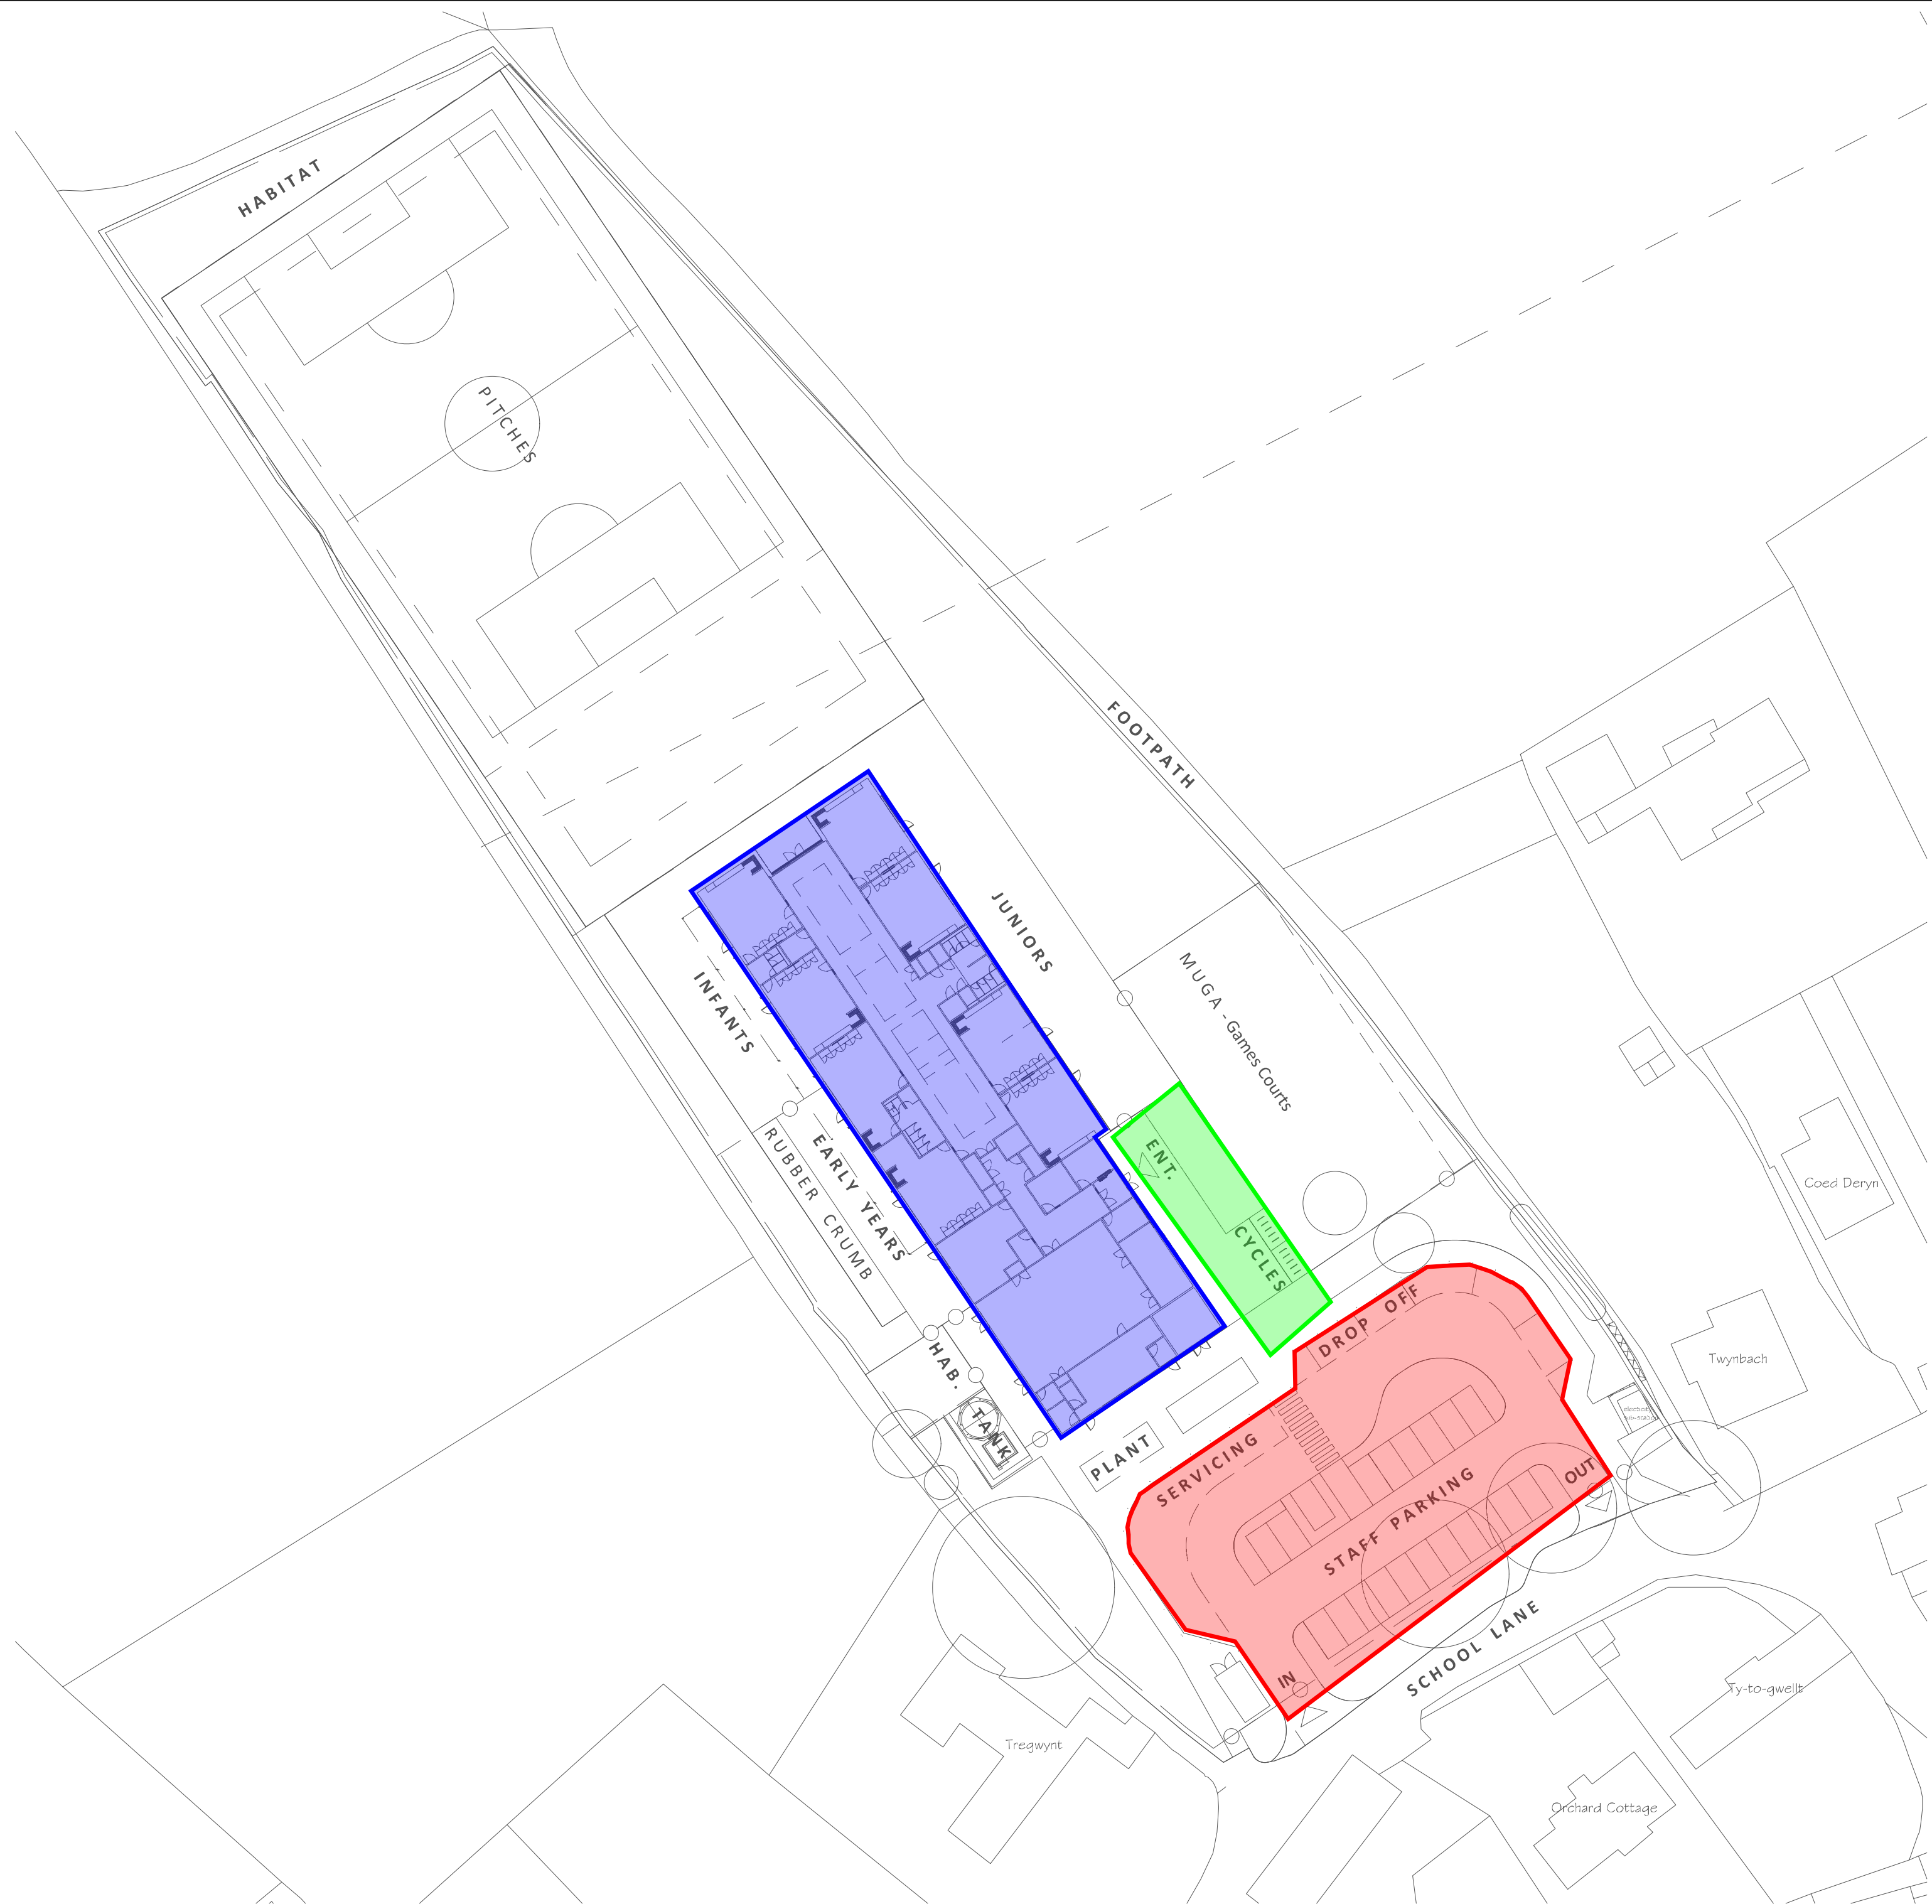 HABITAT
PITCHES
FOOTPATH
JUNIORS
INFANTS
MUGA - Games Courts
RUBBER CRUMB
EARLY YEARS
ENT.
CYCLES
Coed Deryn
HAB.
TANK
DROP OFF
Twynbach
PLANT
SERVICING
STAFF PARKING
OUT
IN
SCHOOL LANE
Ty-to-gwellt
Tregwynt
Orchard Cottage